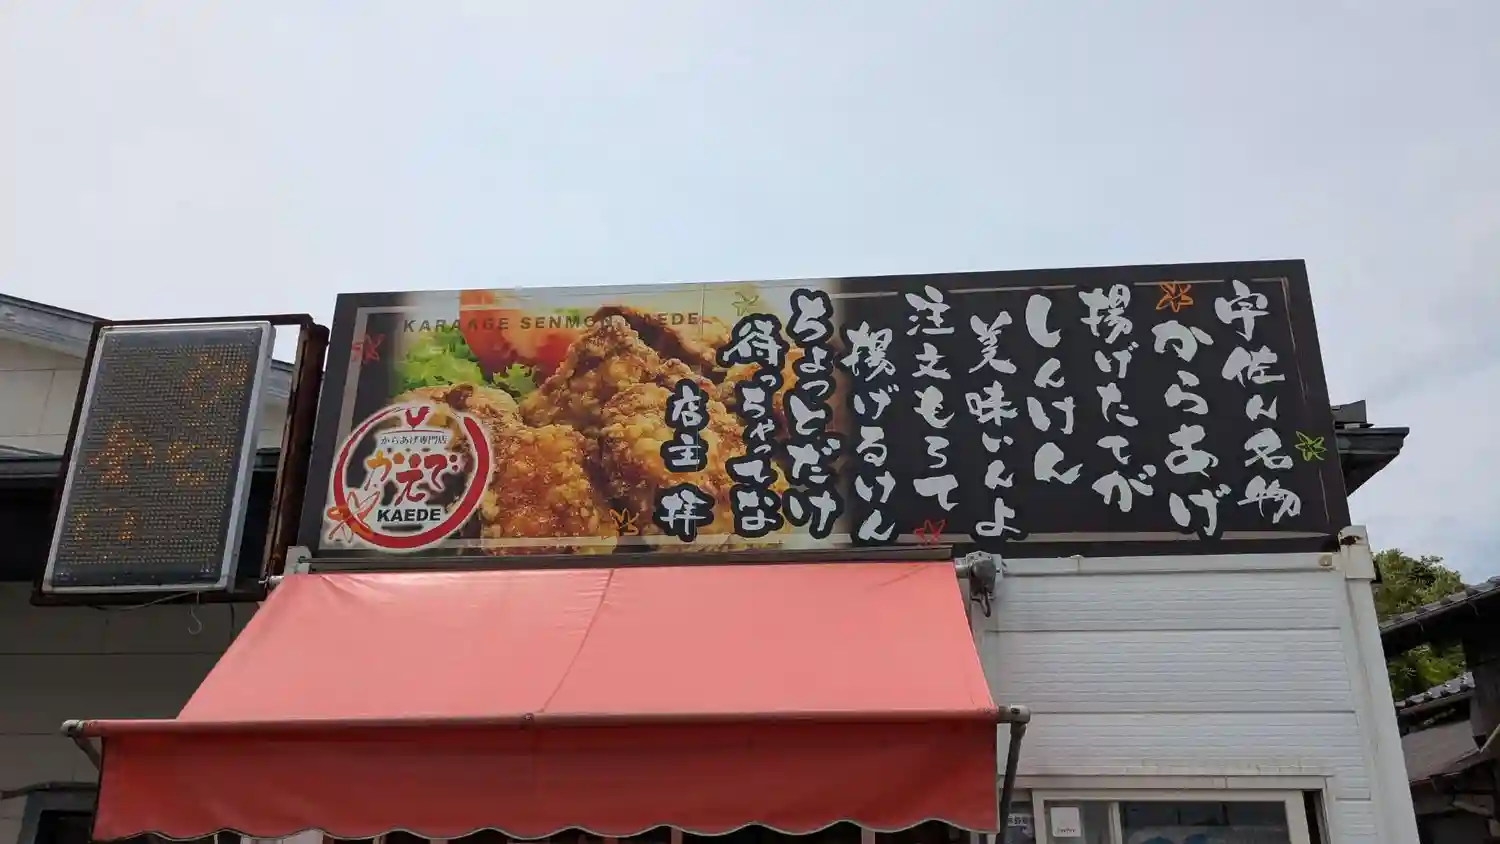 宇佐ん名物
からあげ
揚げたてが
しんけん
美味いんよ
注文もろて
揚げるけん
ちょっとだけ
待っちゃってな
店主 拝
KARAAGE SENMON KAEDE
からあげ専門店
かえで
KAEDE